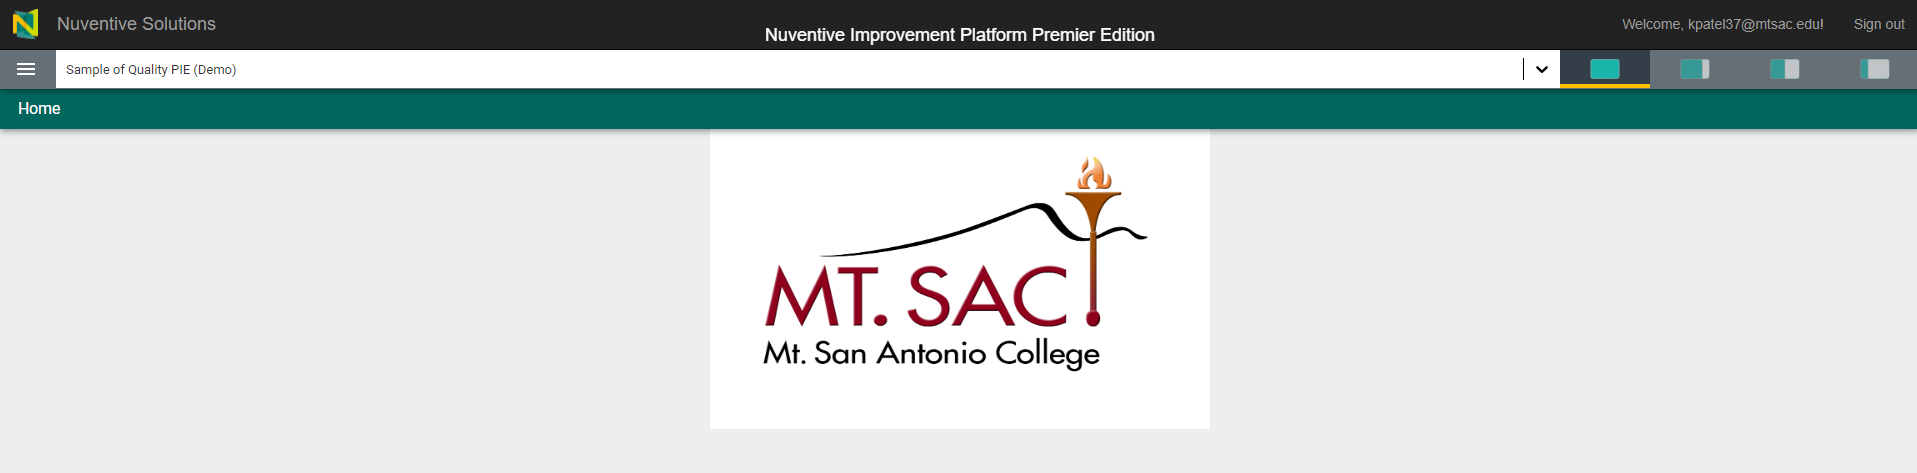 Nuventive Solutions
Nuventive Improvement Platform Premier Edition
Welcome, kpatel37@mtsac.edu!
Sign out
Sample of Quality PIE (Demo)
Home
MT. SAC
Mt. San Antonio College